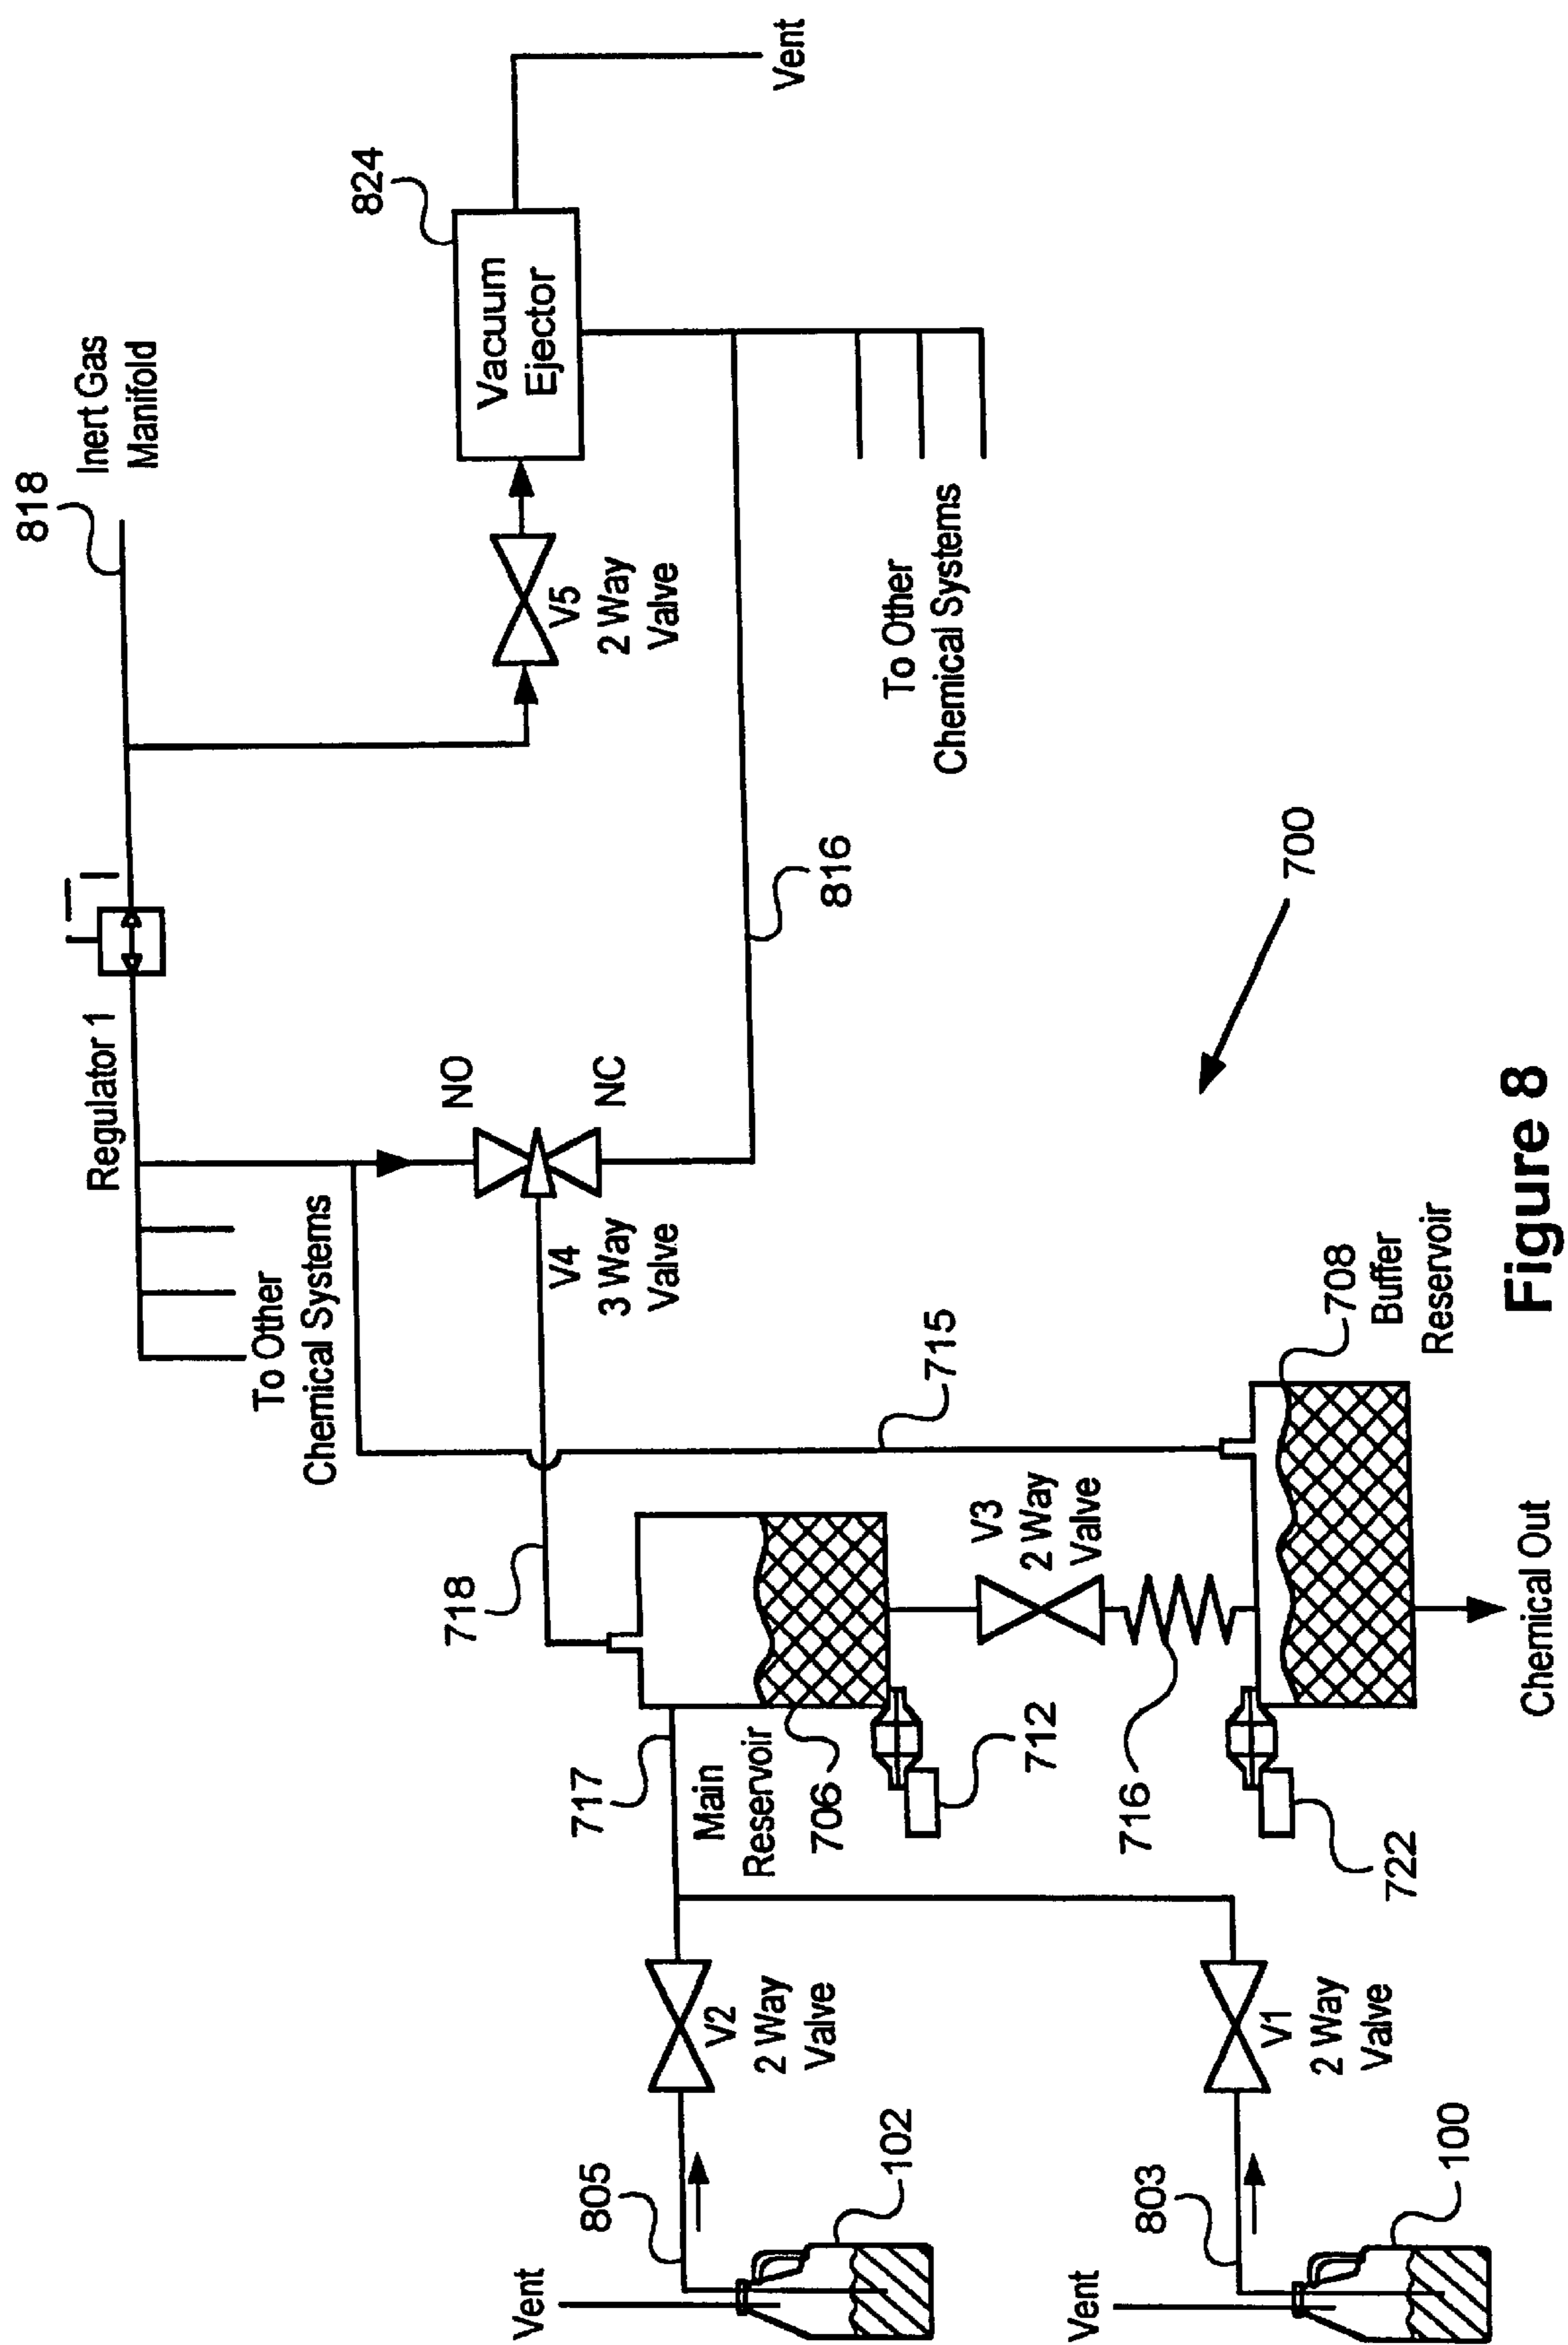 818
Inert Gas
Manifold
824
Vacuum
Ejector
Vent
Regulator 1
To Other
Chemical Systems
NO
NC
V4
3 Way
Valve
V5
2 Way
Valve
816
To Other
Chemical Systems
718
715
717
Main
Reservoir
706
712
V3
2 Way
Valve
716
722
708
Buffer
Reservoir
Chemical Out
700
Vent
805
102
V2
2 Way
Valve
Vent
803
100
V1
2 Way
Valve
Figure 8